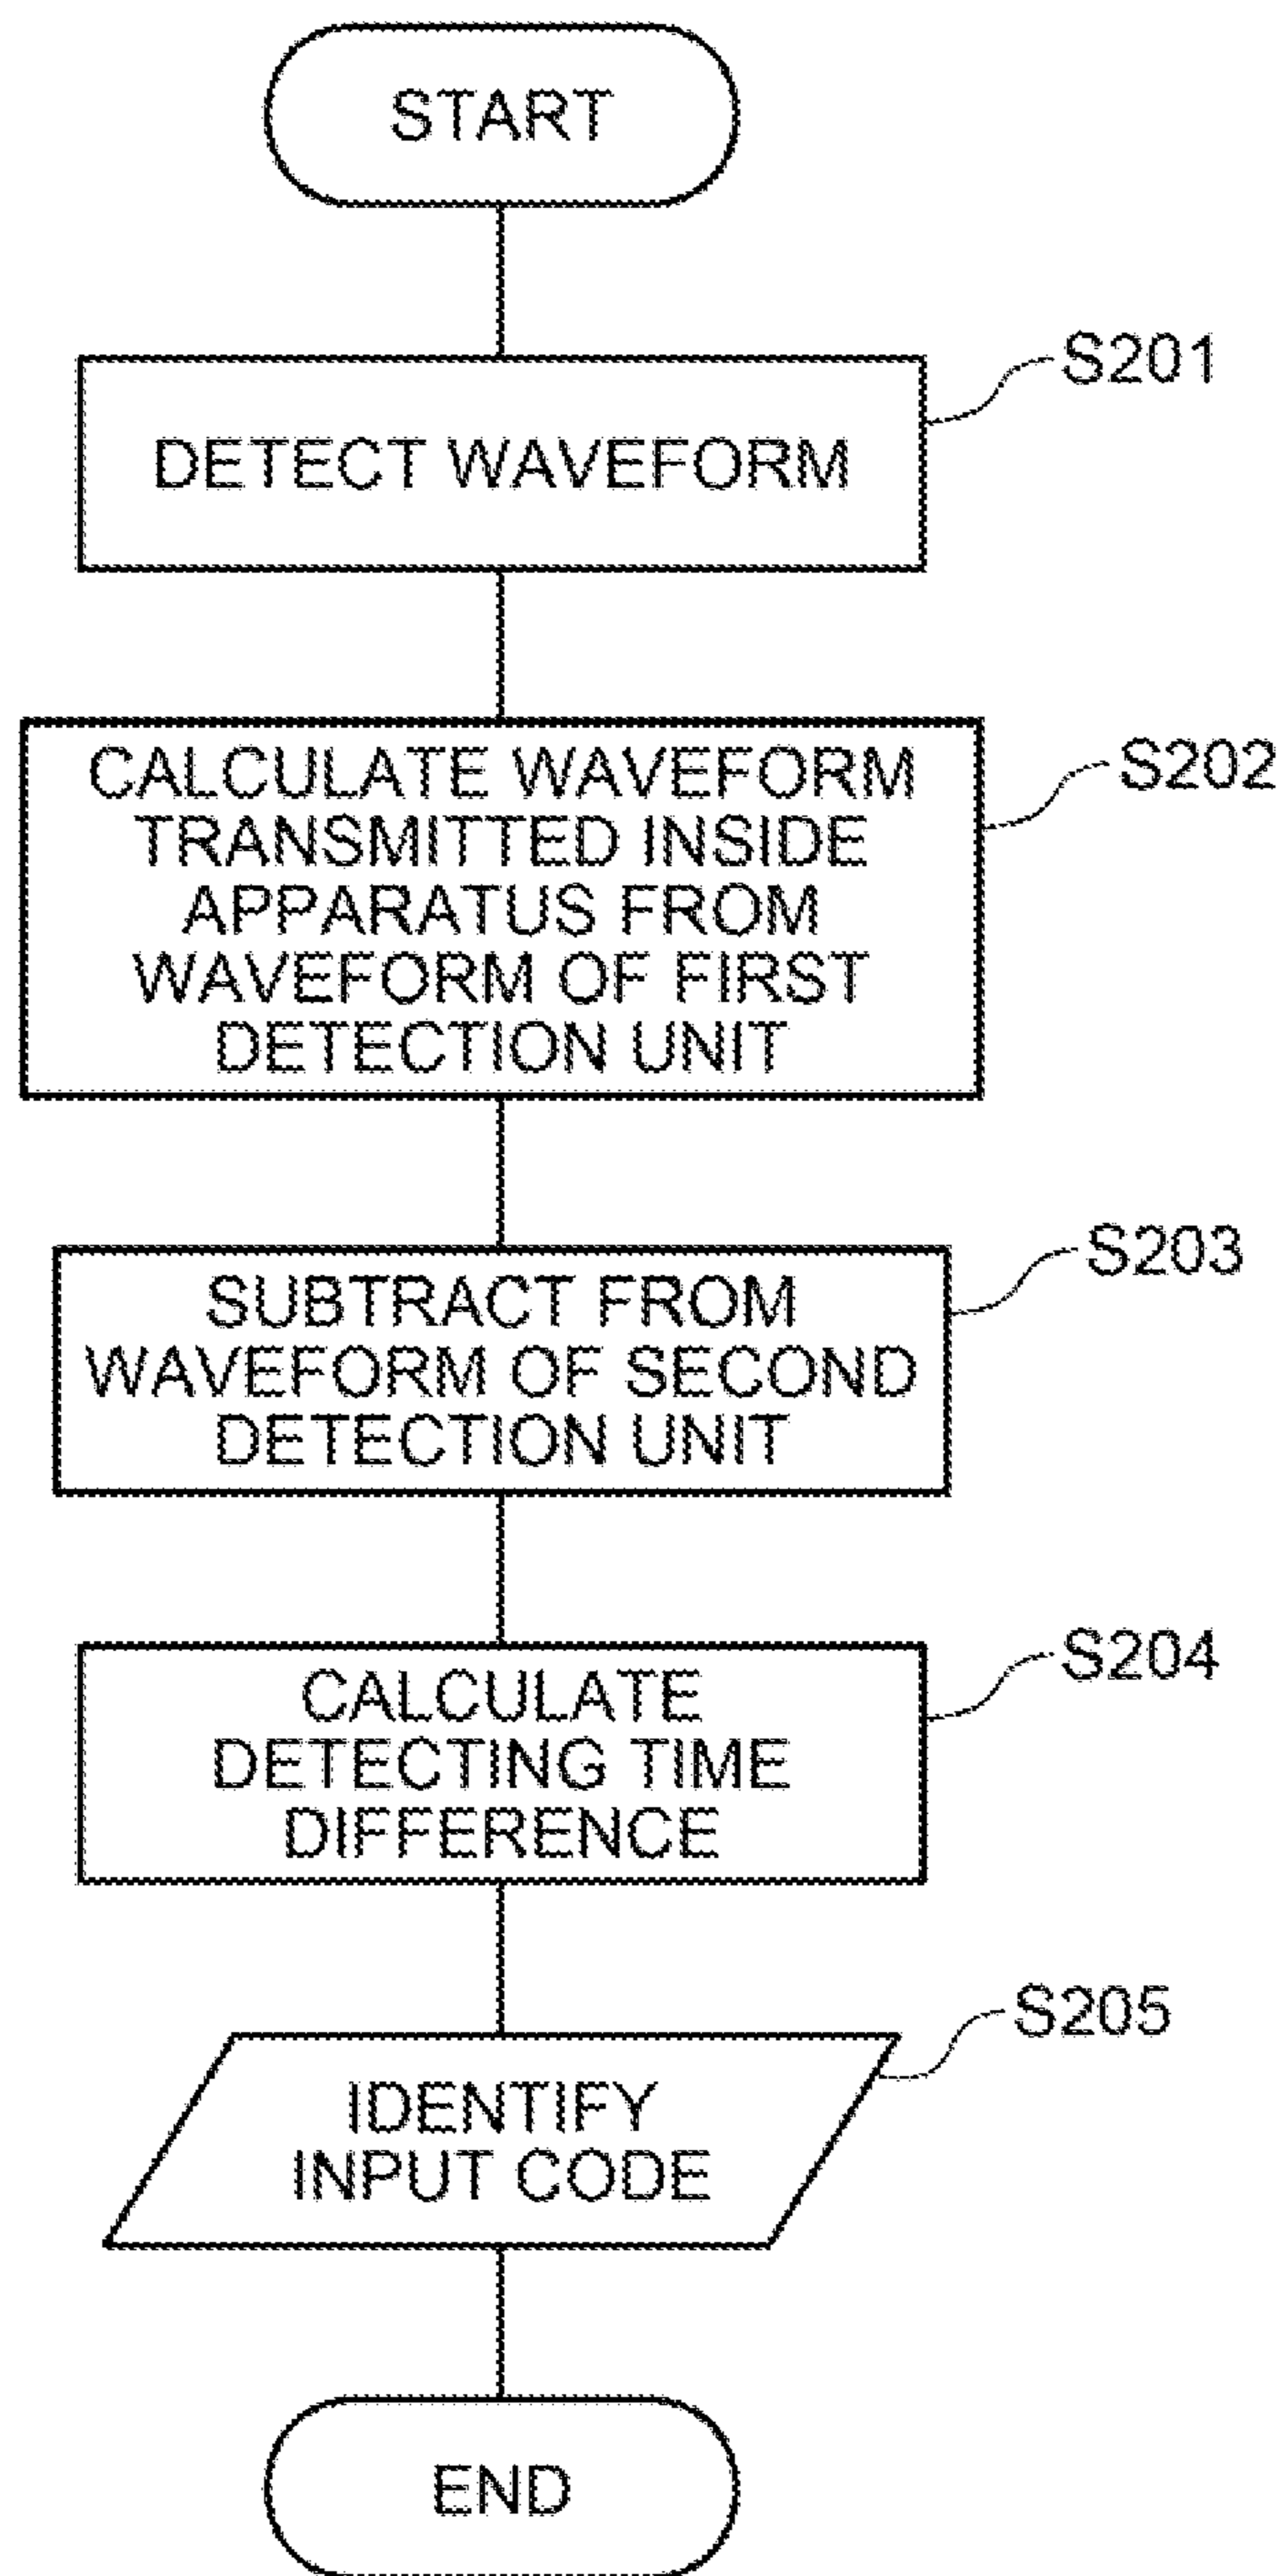 START
S201
DETECT WAVEFORM
S202
CALCULATE WAVEFORM
TRANSMITTED INSIDE
APPARATUS FROM
WAVEFORM OF FIRST
DETECTION UNIT
S203
SUBTRACT FROM
WAVEFORM OF SECOND
DETECTION UNIT
S204
CALCULATE
DETECTING TIME
DIFFERENCE
S205
IDENTIFY
INPUT CODE
END